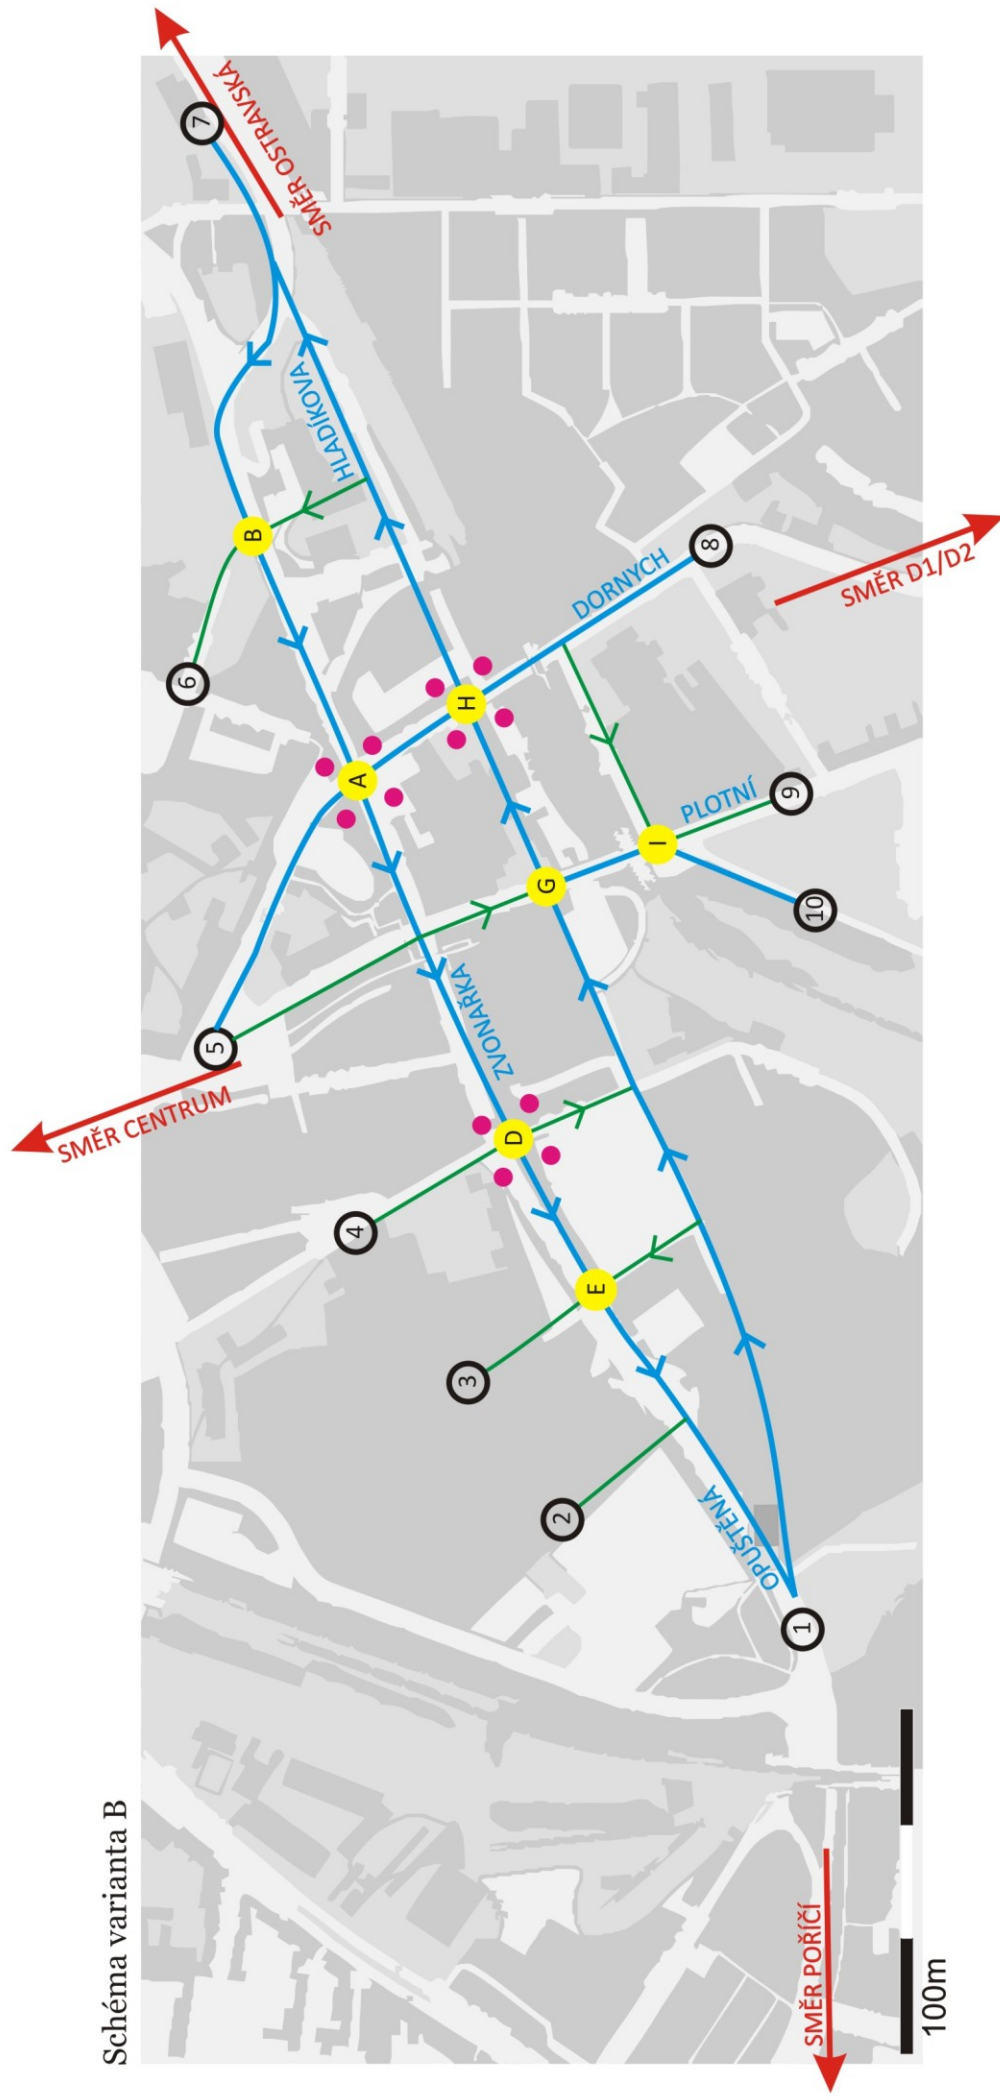 Schéma varianta B
SMĚR OSTRAVSKÁ
7
HLADÍKOVA
B
6
DORNYCH
8
SMĚR D1/D2
H
A
PLOTNÍ
9
I
G
10
5
SMĚR CENTRUM
ZVONAŘKA
D
4
E
3
2
OPUŠTĚNÁ
1
SMĚR POŘÍČÍ
100m